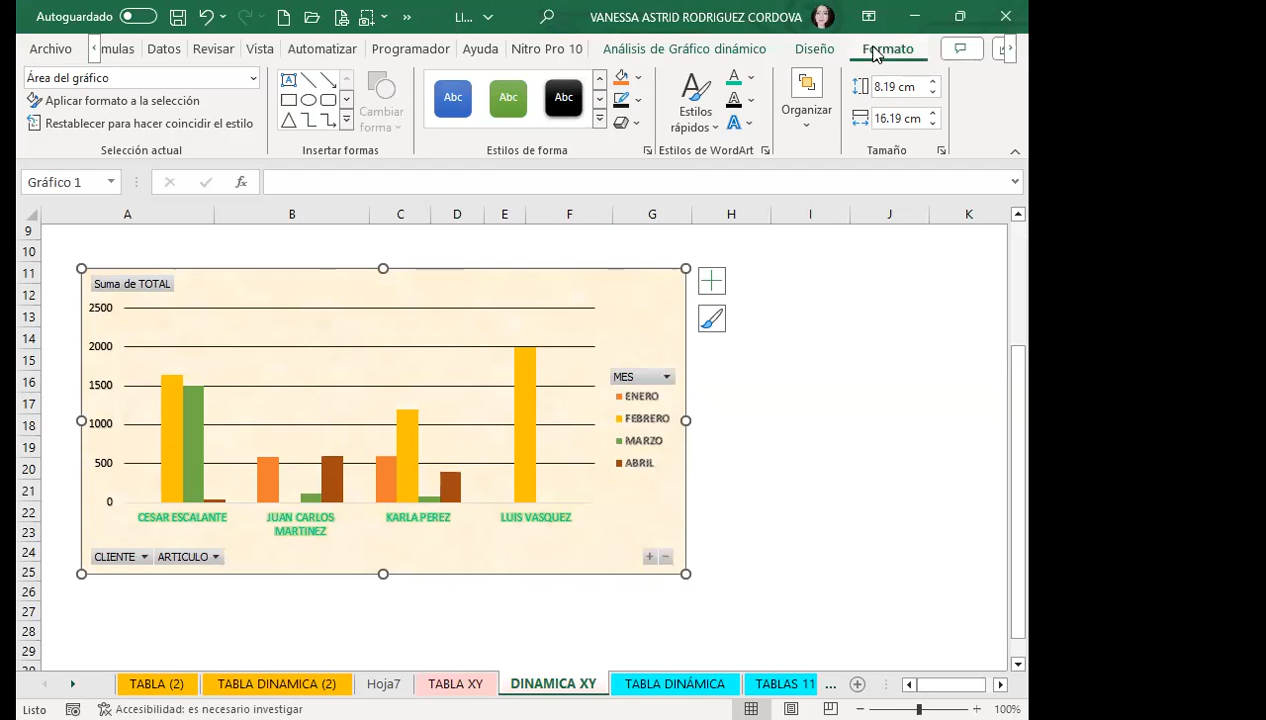 Autoguardado LI... VANESSA ASTRID RODRIGUEZ CORDOVA
Archivo mulas Datos Revisar Vista Automatizar Programador Ayuda Nitro Pro 10 Análisis de Gráfico dinámico Diseño Formato
Área del gráfico
Aplicar formato a la selección
Restablecer para hacer coincidir el estilo
Selección actual
Cambiar
forma
Insertar formas
Abc Abc Abc
Estilos de forma
Estilos
rápidos
Estilos de WordArt
Organizar
8.19 cm
16.19 cm
Tamaño
Gráfico 1
A B C D E F G H I J K
9
10
11
12
13
14
15
16
17
18
19
20
21
22
23
24
25
26
27
28
29
Suma de TOTAL
2500
2000
1500
1000
500
0
CESAR ESCALANTE JUAN CARLOS MARTINEZ KARLA PEREZ LUIS VASQUEZ
MES
ENERO
FEBRERO
MARZO
ABRIL
CLIENTE ARTICULO
TABLA (2) TABLA DINAMICA (2) Hoja7 TABLA XY DINAMICA XY TABLA DINÁMICA TABLAS 11 ...
Listo Accesibilidad: es necesario investigar 100%